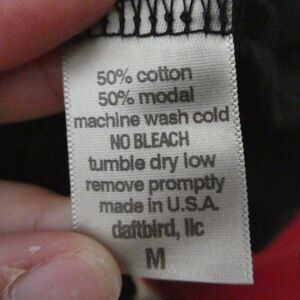 50% cotton
50% modal
machine wash cold
NO BLEACH
tumble dry low
remove promptly
made in U.S.A.
daftbird, llc
M